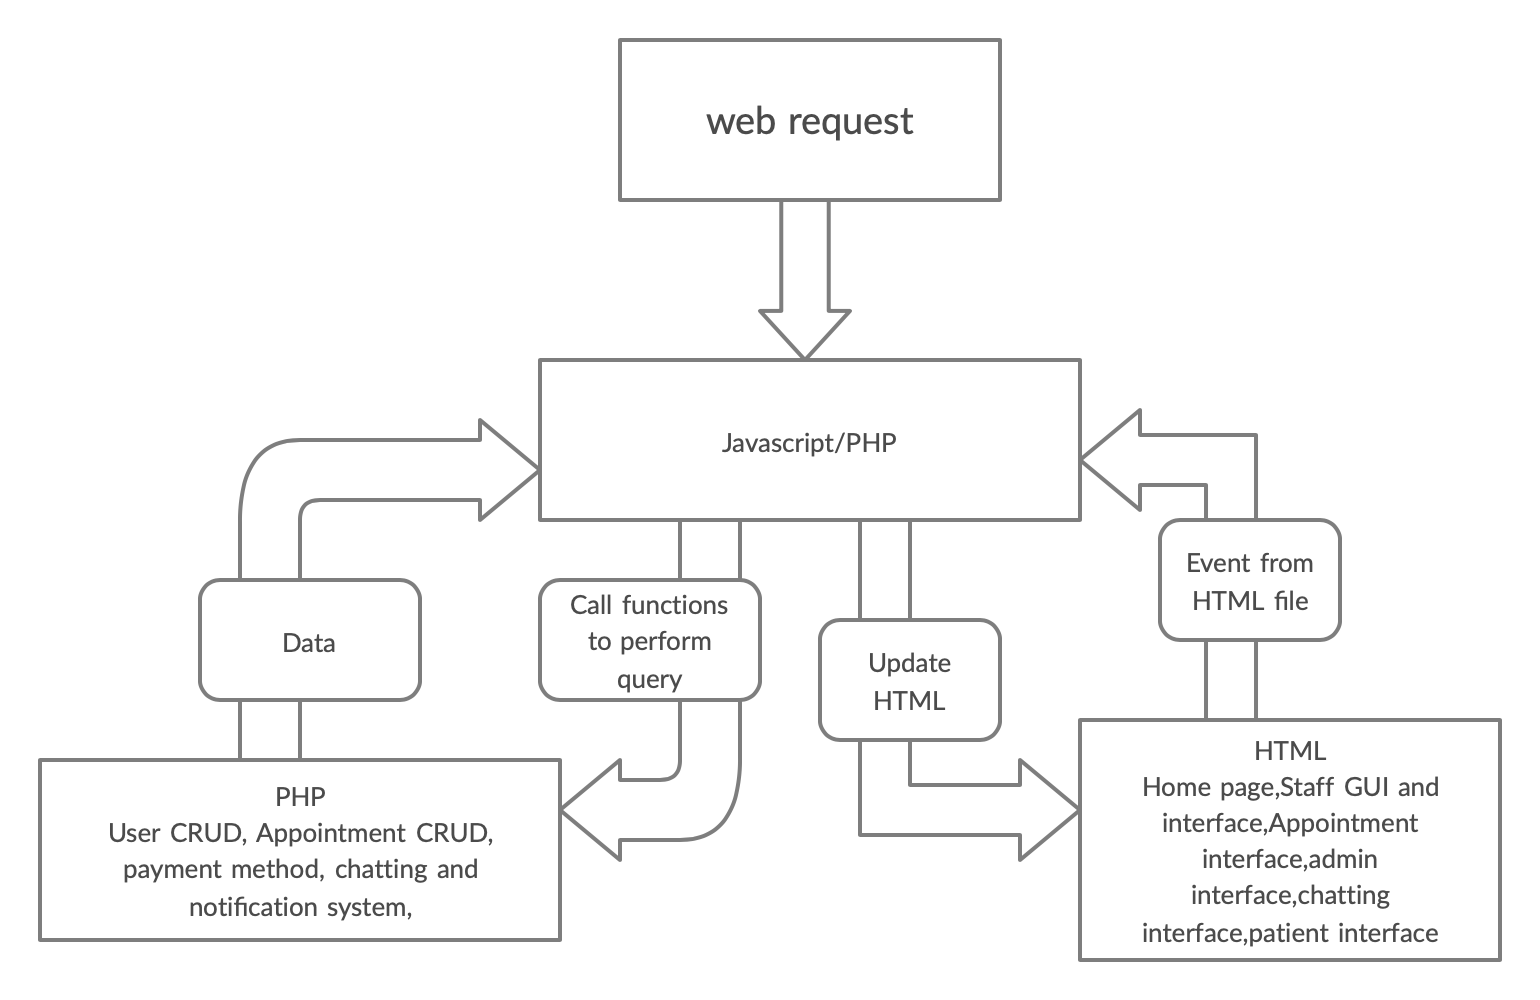 web request
Javascript/PHP
Data
Call functions
to perform
query
Update
HTML
Event from
HTML file
PHP
User CRUD, Appointment CRUD,
payment method, chatting and
notification system,
HTML
Home page,Staff GUI and
interface,Appointment
interface,admin
interface,chatting
interface,patient interface